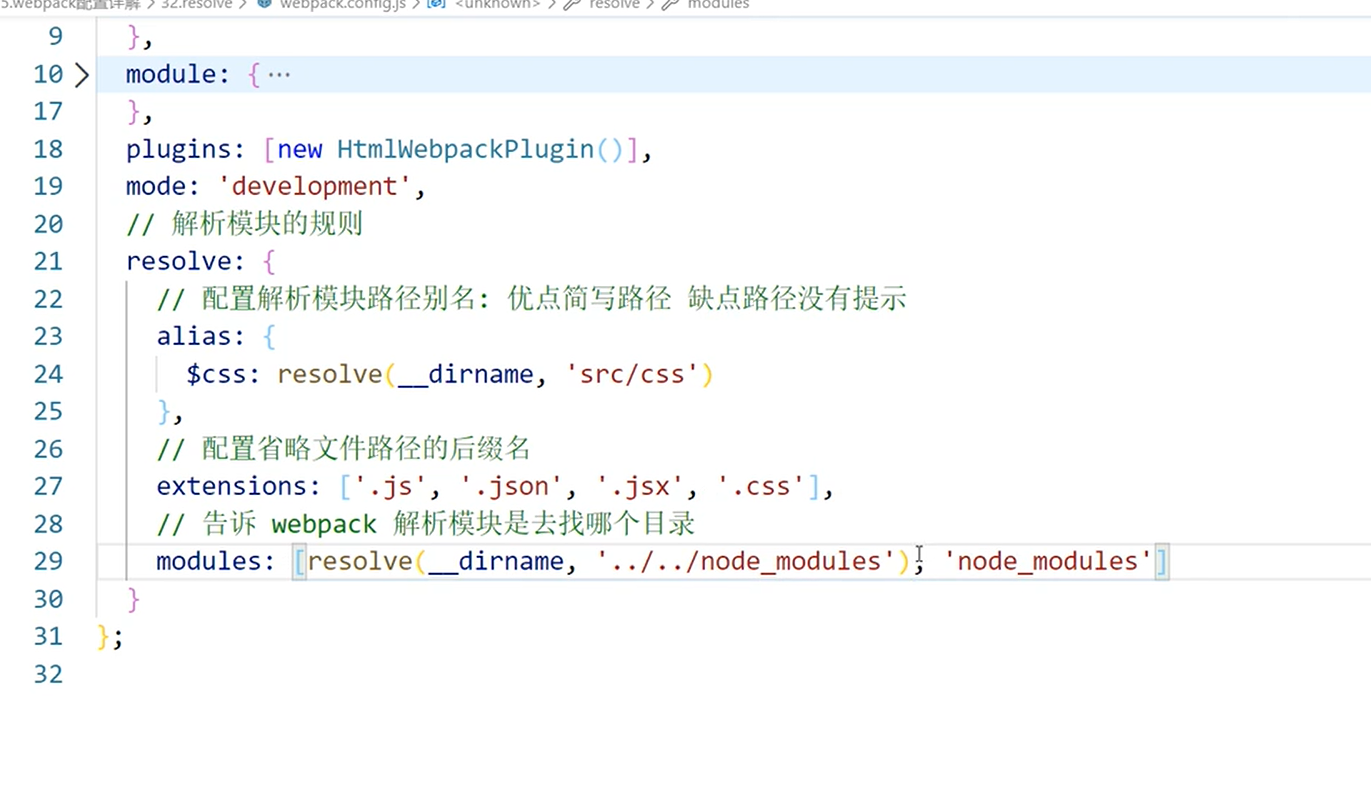 5.webpack配置详解 > 32.resolve > webpack.config.js > <unknown> > resolve > modules
9 },
10 module: { ···
17 },
18 plugins: [new HtmlWebpackPlugin()],
19 mode: 'development',
20 // 解析模块的规则
21 resolve: {
22 // 配置解析模块路径别名: 优点简写路径 缺点路径没有提示
23 alias: {
24 $css: resolve(__dirname, 'src/css')
25 },
26 // 配置省略文件路径的后缀名
27 extensions: ['.js', '.json', '.jsx', '.css'],
28 // 告诉 webpack 解析模块是去找哪个目录
29 modules: [resolve(__dirname, '../../node_modules'), 'node_modules']
30 }
31 };
32